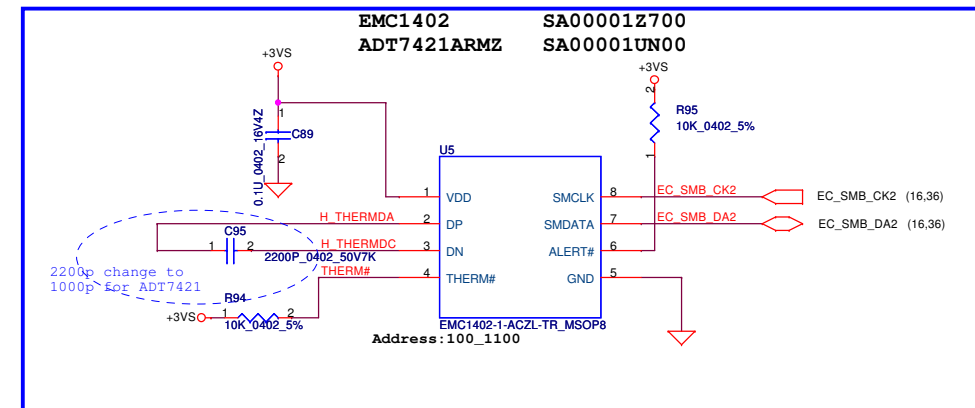 EMC1402 SA00001Z700
ADT7421ARMZ SA00001UN00
+3VS
+3VS
1
C89
2
0.1U_0402_16V4Z
2
R95
10K_0402_5%
1
U5
1 VDD SMCLK 8 EC_SMB_CK2 EC_SMB_CK2 (16,36)
H_THERMDA 2 DP SMDATA 7 EC_SMB_DA2 EC_SMB_DA2 (16,36)
C95
1 2 H_THERMDC 3 DN ALERT# 6
2200P_0402_50V7K
THERM# 4 THERM# GND 5
2200p change to
1000p for ADT7421
R94
+3VS 1 2
10K_0402_5%
EMC1402-1-ACZL-TR_MSOP8
Address:100_1100